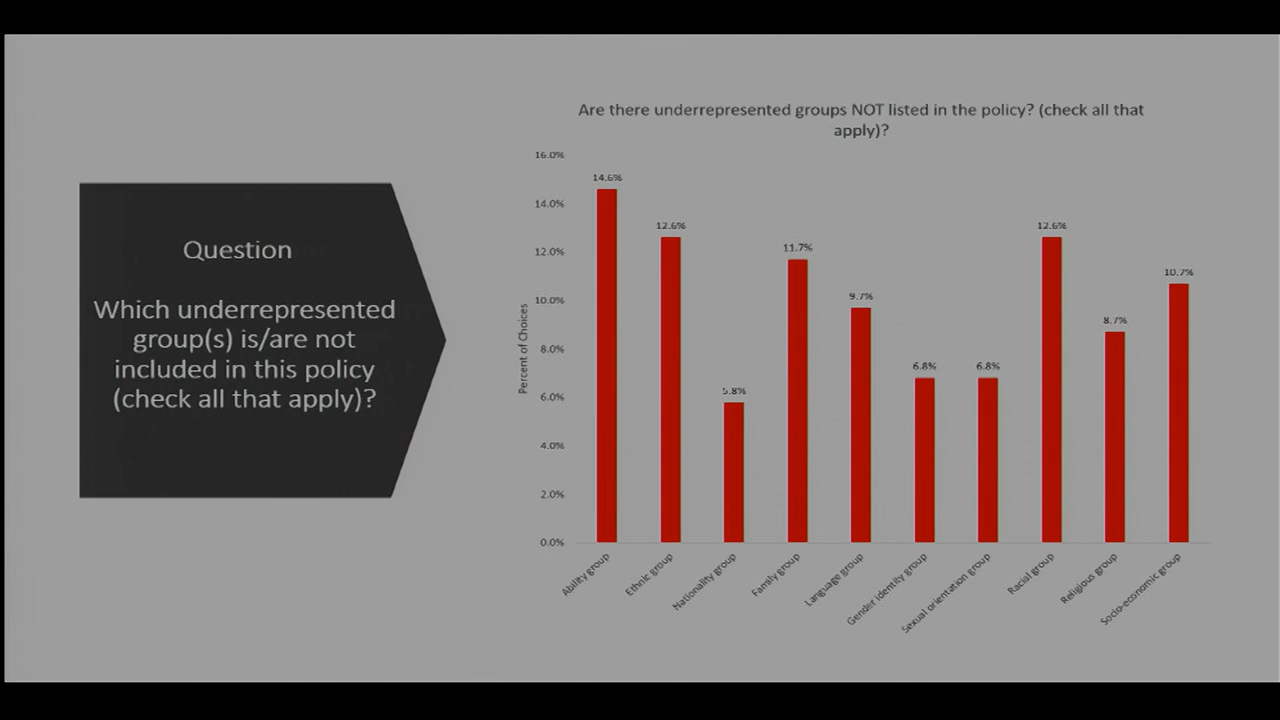 Question
Which underrepresented
group(s) is/are not
included in this policy
(check all that apply)?
Are there underrepresented groups NOT listed in the policy? (check all that
apply)?
Percent of Choices
16.0%
14.0%
12.0%
10.0%
8.0%
6.0%
4.0%
2.0%
0.0%
14.6%
12.6%
5.8%
11.7%
9.7%
6.8%
6.8%
12.6%
8.7%
10.7%
Ability group
Ethnic group
Nationality group
Family group
Language group
Gender identity group
Sexual orientation group
Racial group
Religious group
Socio-economic group